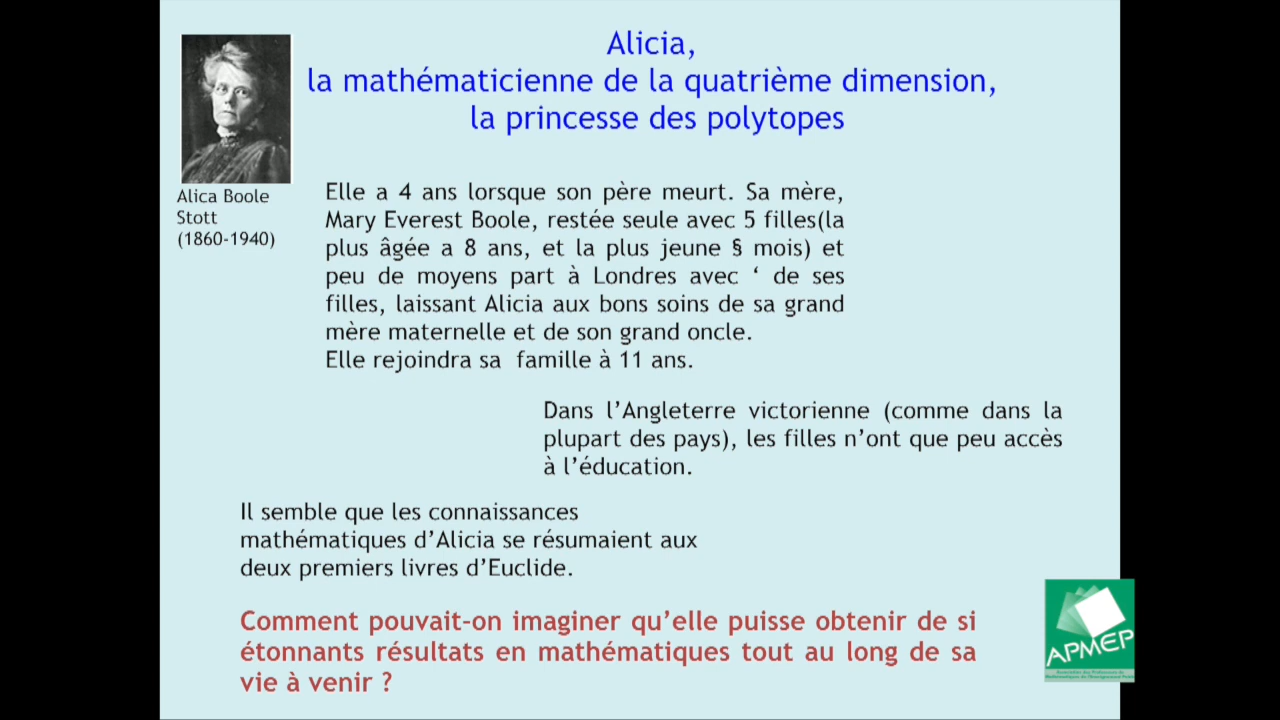 Alicia,
la mathématicienne de la quatrième dimension,
la princesse des polytopes
Alica Boole
Stott
(1860-1940)
Elle a 4 ans lorsque son père meurt. Sa mère,
Mary Everest Boole, restée seule avec 5 filles(la
plus âgée a 8 ans, et la plus jeune § mois) et
peu de moyens part à Londres avec ‘ de ses
filles, laissant Alicia aux bons soins de sa grand
mère maternelle et de son grand oncle.
Elle rejoindra sa  famille à 11 ans.
Dans l’Angleterre victorienne (comme dans la
plupart des pays), les filles n’ont que peu accès
à l’éducation.
Il semble que les connaissances
mathématiques d’Alicia se résumaient aux
deux premiers livres d’Euclide.
Comment pouvait-on imaginer qu’elle puisse obtenir de si
étonnants résultats en mathématiques tout au long de sa
vie à venir ?
APMEP